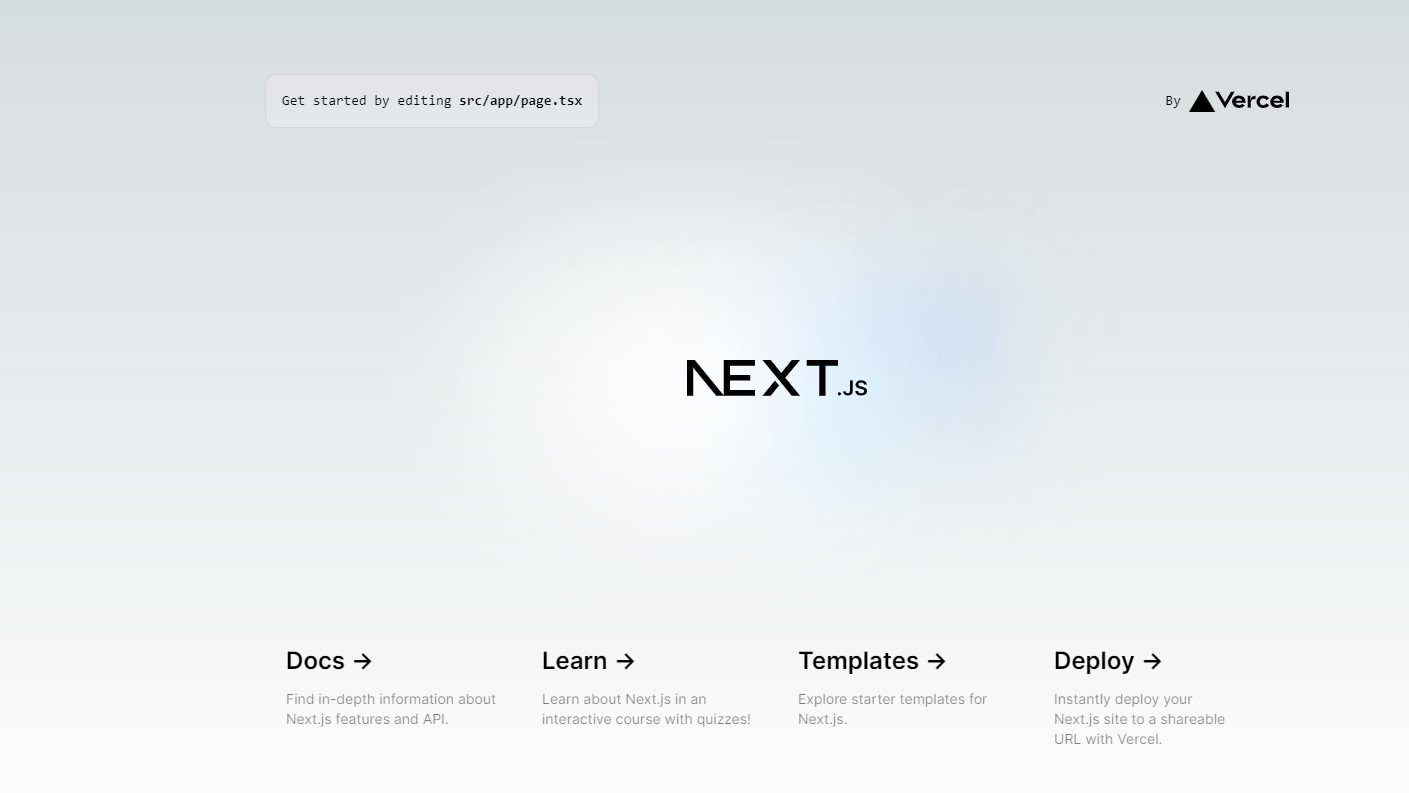 Get started by editing src/app/page.tsx
By Vercel
NEXT.JS
Docs →
Find in-depth information about
Next.js features and API.
Learn →
Learn about Next.js in an
interactive course with quizzes!
Templates →
Explore starter templates for
Next.js.
Deploy →
Instantly deploy your
Next.js site to a shareable
URL with Vercel.